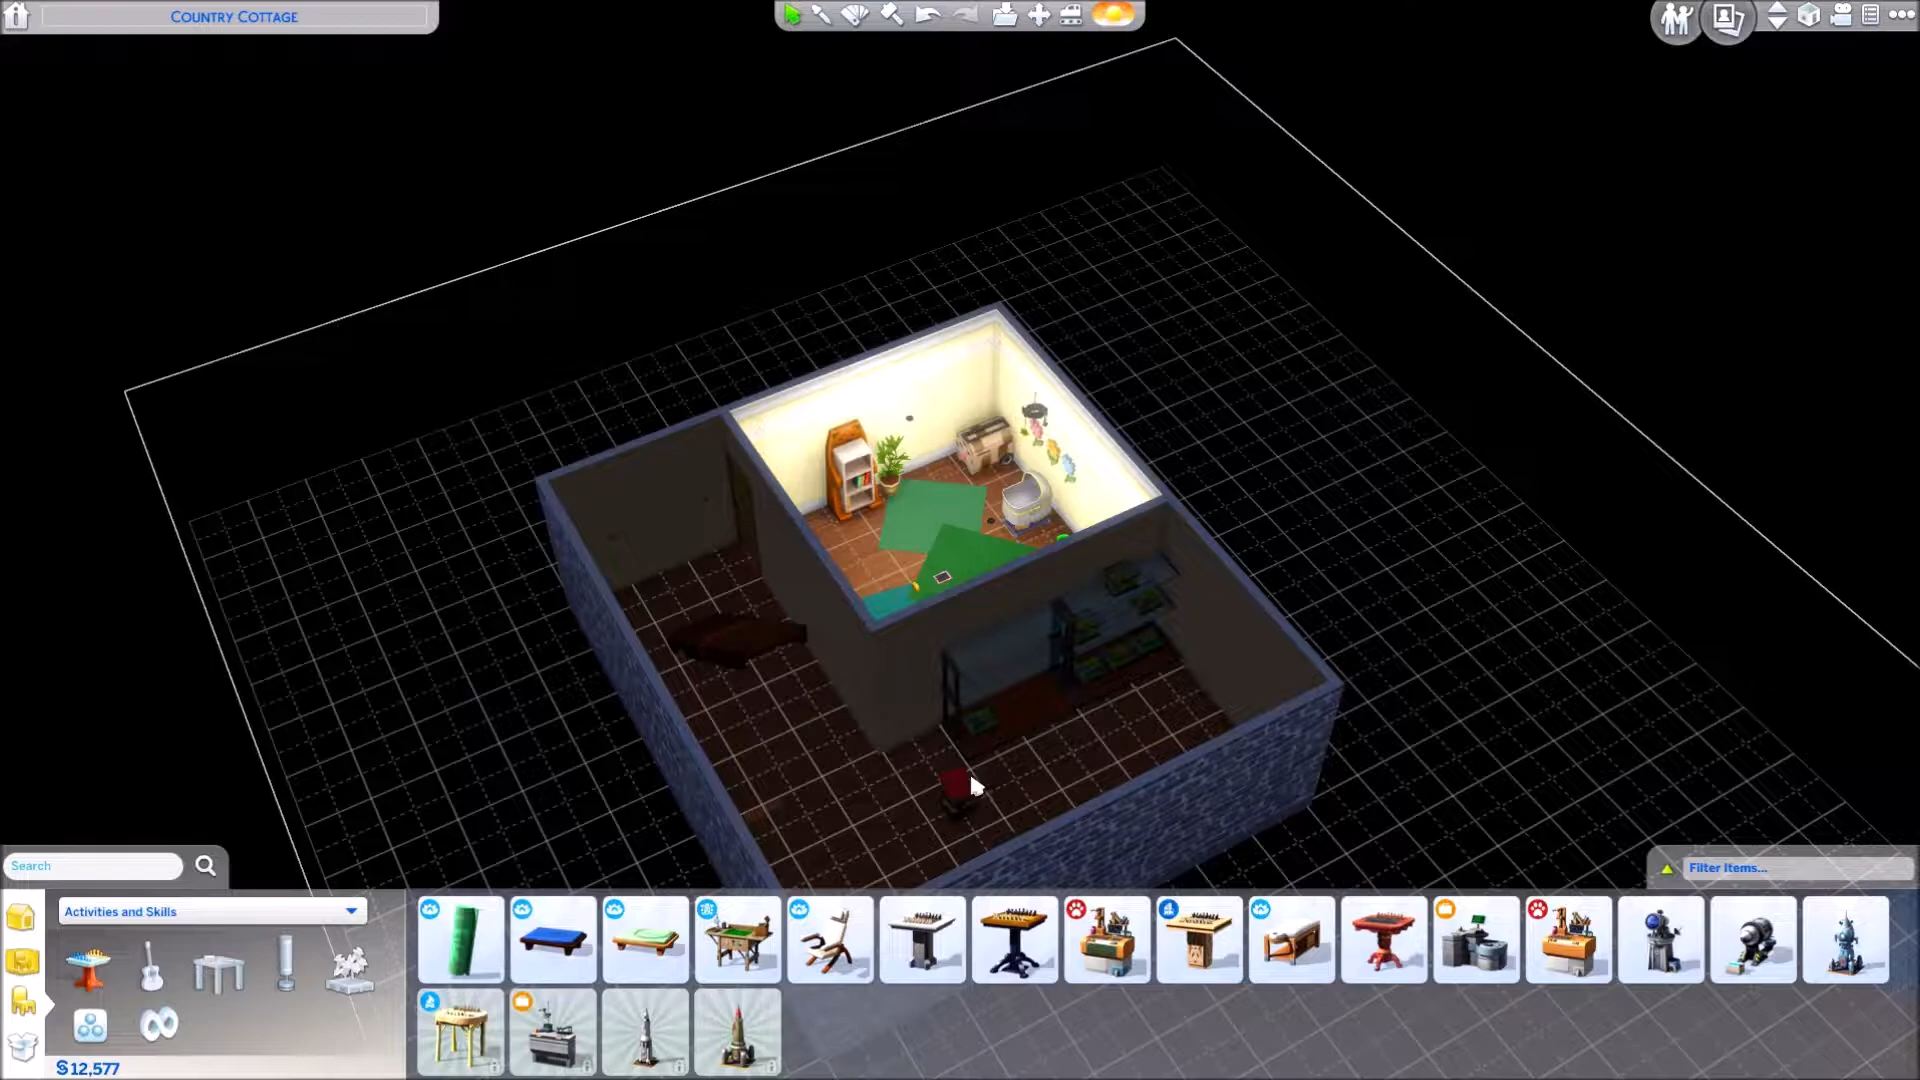 COUNTRY COTTAGE
Search
Filter Items...
Activities and Skills
§12,577